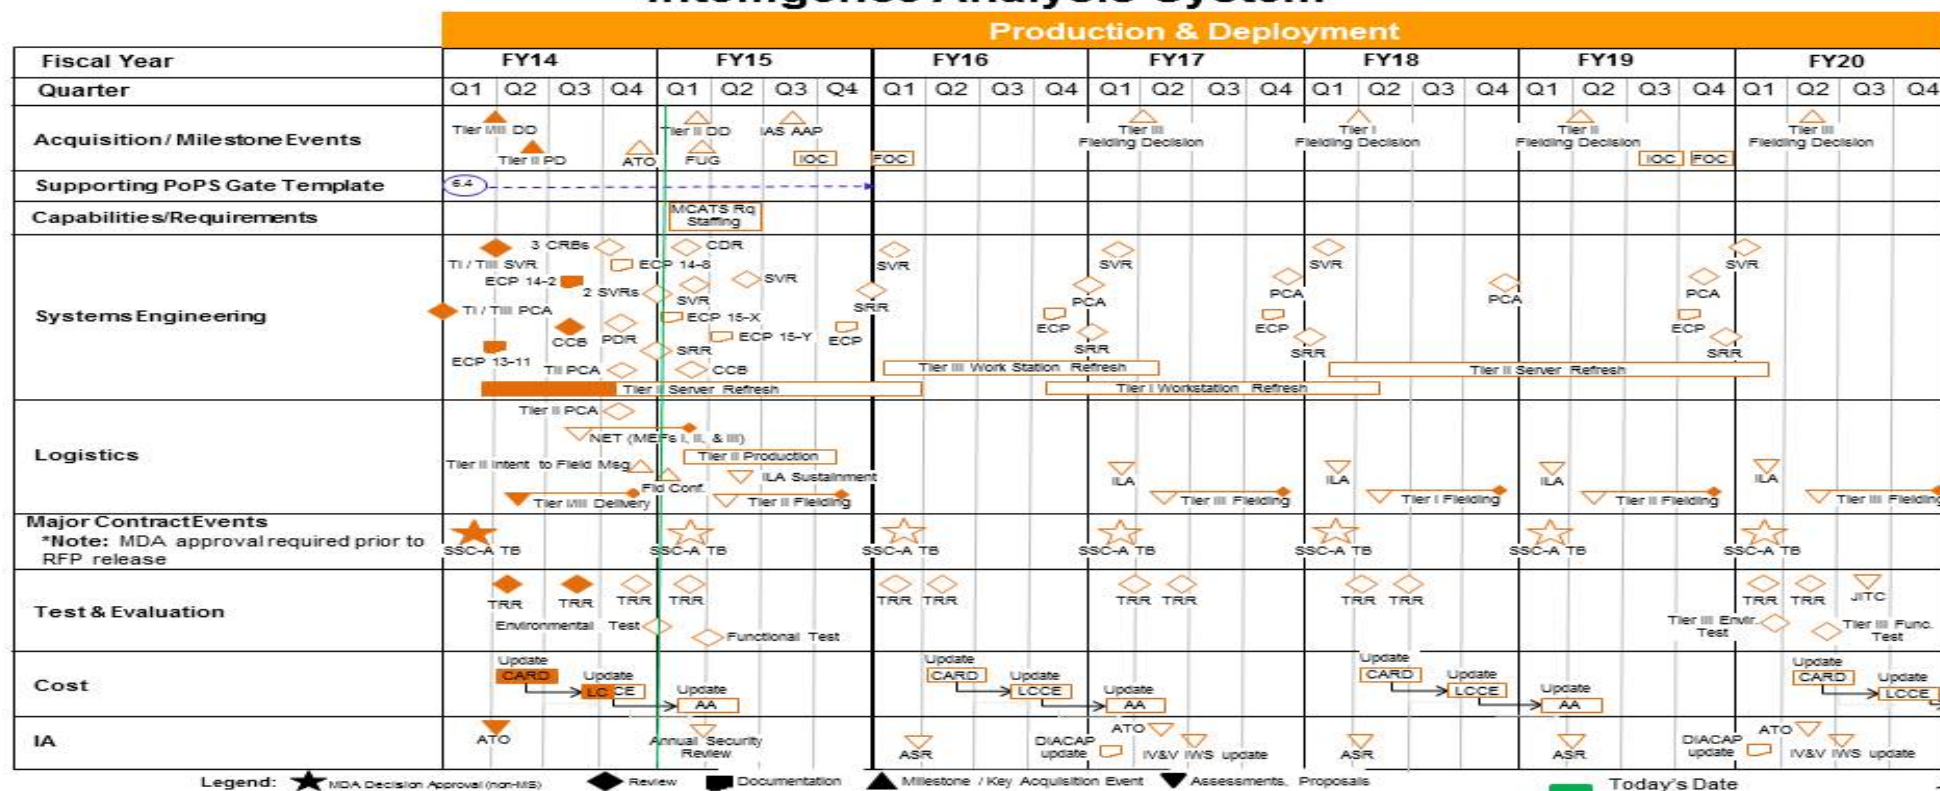 Intelligence Analysis System
Production & Deployment
Fiscal Year FY14 FY15 FY16 FY17 FY18 FY19 FY20
Quarter Q1 Q2 Q3 Q4 Q1 Q2 Q3 Q4 Q1 Q2 Q3 Q4 Q1 Q2 Q3 Q4 Q1 Q2 Q3 Q4 Q1 Q2 Q3 Q4 Q1 Q2 Q3 Q4
Acquisition / Milestone Events
Tier I/III DD
Tier II PD
ATO
Tier II DD
FUG
IAS AAP
IOC
FOC
Tier III
Fielding Decision
Tier I
Fielding Decision
Tier II
Fielding Decision
IOC
FOC
Tier III
Fielding Decision
Supporting PoPS Gate Template
6.4
Capabilities/Requirements
MCATS Rq
Staffing
Systems Engineering
TI / TIII SVR
3 CRBs
ECP 14-8
CDR
ECP 14-2
2 SVRs
SVR
SVR
TI / TIII PCA
CCB
PDR
ECP 15-X
ECP 15-Y
ECP
SRR
ECP 13-11
TII PCA
SRR
CCB
Tier II Server Refresh
SVR
SVR
PCA
ECP
SRR
Tier III Work Station Refresh
Tier I Workstation Refresh
PCA
ECP
SVR
SRR
Tier II Server Refresh
PCA
SVR
PCA
ECP
SRR
Logistics
Tier II PCA
NET (MEFs I, II, & III)
Tier II Production
Tier II Intent to Field Msg
Fld Conf.
ILA Sustainment
Tier I/III Delivery
Tier II Fielding
ILA
Tier III Fielding
ILA
Tier I Fielding
ILA
Tier II Fielding
ILA
Tier III Fielding
Major Contract Events
*Note: MDA approval required prior to
RFP release
SSC-A TB SSC-A TB SSC-A TB SSC-A TB SSC-A TB SSC-A TB SSC-A TB
Test & Evaluation
TRR TRR TRR TRR TRR TRR TRR TRR TRR TRR TRR TRR JITC
Environmental Test
Functional Test
Tier III Envir.
Test
Tier III Func.
Test
Cost
Update
CARD
Update
LCCE
Update
AA
Update
CARD
LCCE
Update
AA
Update
CARD
Update
LCCE
Update
AA
Update
CARD
Update
LCCE
IA
ATO
Annual Security
Review
ASR
DIACAP
update
ATO
IV&V IWS update
ASR
ASR
DIACAP
update
ATO
IV&V IWS update
Legend: MDA Decision Approval (non-MS) Review Documentation Milestone / Key Acquisition Event Assessments, Proposals Today's Date